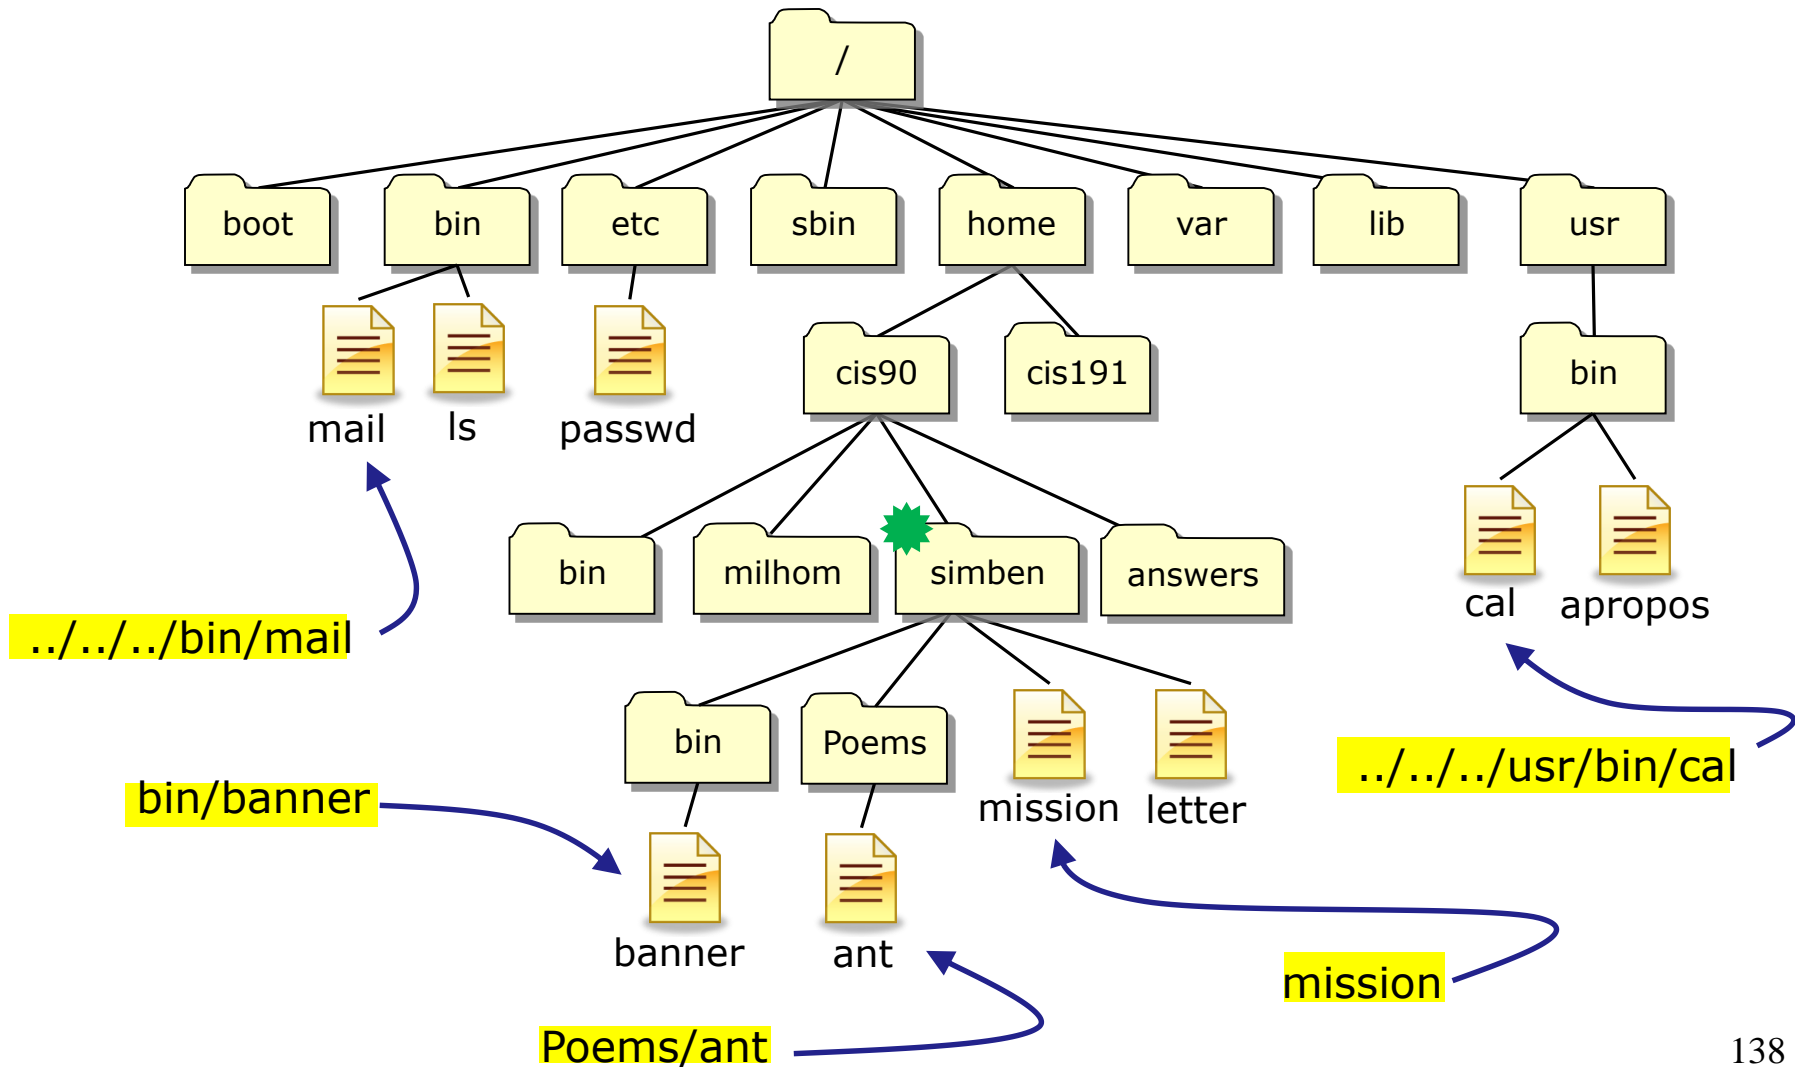 /
boot bin etc sbin home var lib usr
cis90 cis191 bin
mail ls passwd
bin milhom simben answers
cal apropos
../../../bin/mail
bin Poems
../../../usr/bin/cal
bin/banner
mission letter
banner ant
mission
Poems/ant
138